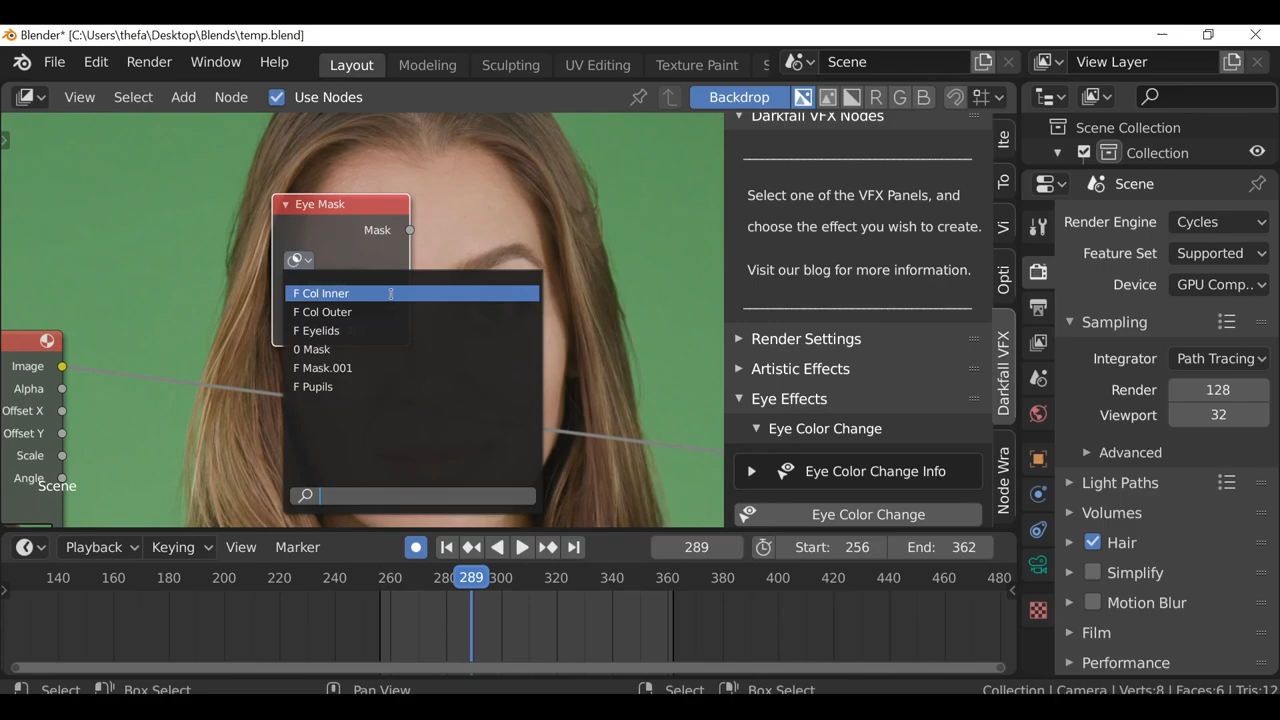 Blender* [C:\Users\thefa\Desktop\Blends\temp.blend]
File Edit Render Window Help Layout Modeling Sculpting UV Editing Texture Paint S Scene View Layer
View Select Add Node Use Nodes Backdrop R G B
Darkfall VFX Nodes
Select one of the VFX Panels, and
choose the effect you wish to create.
Visit our blog for more information.
Render Settings
Artistic Effects
Eye Effects
Eye Color Change
Eye Color Change Info
Eye Color Change
Ite
To
Vi
Opti
Darkfall VFX
Node Wra
Eye Mask
Mask
F Col Inner
F Col Outer
F Eyelids
0 Mask
F Mask.001
F Pupils
Image
Alpha
Offset X
Offset Y
Scale
Angle
Scene
Scene Collection
Collection
Scene
Render Engine Cycles
Feature Set Supported
Device GPU Comp..
Sampling
Integrator Path Tracing
Render 128
Viewport 32
Advanced
Light Paths
Volumes
Hair
Simplify
Motion Blur
Film
Performance
Playback Keying View Marker 289 Start: 256 End: 362
140 160 180 200 220 240 260 280 289 300 320 340 360 380 400 420 440 460 480
Select Box Select Pan View Select Box Select Collection | Camera | Verts:8 | Faces:6 | Tris:12